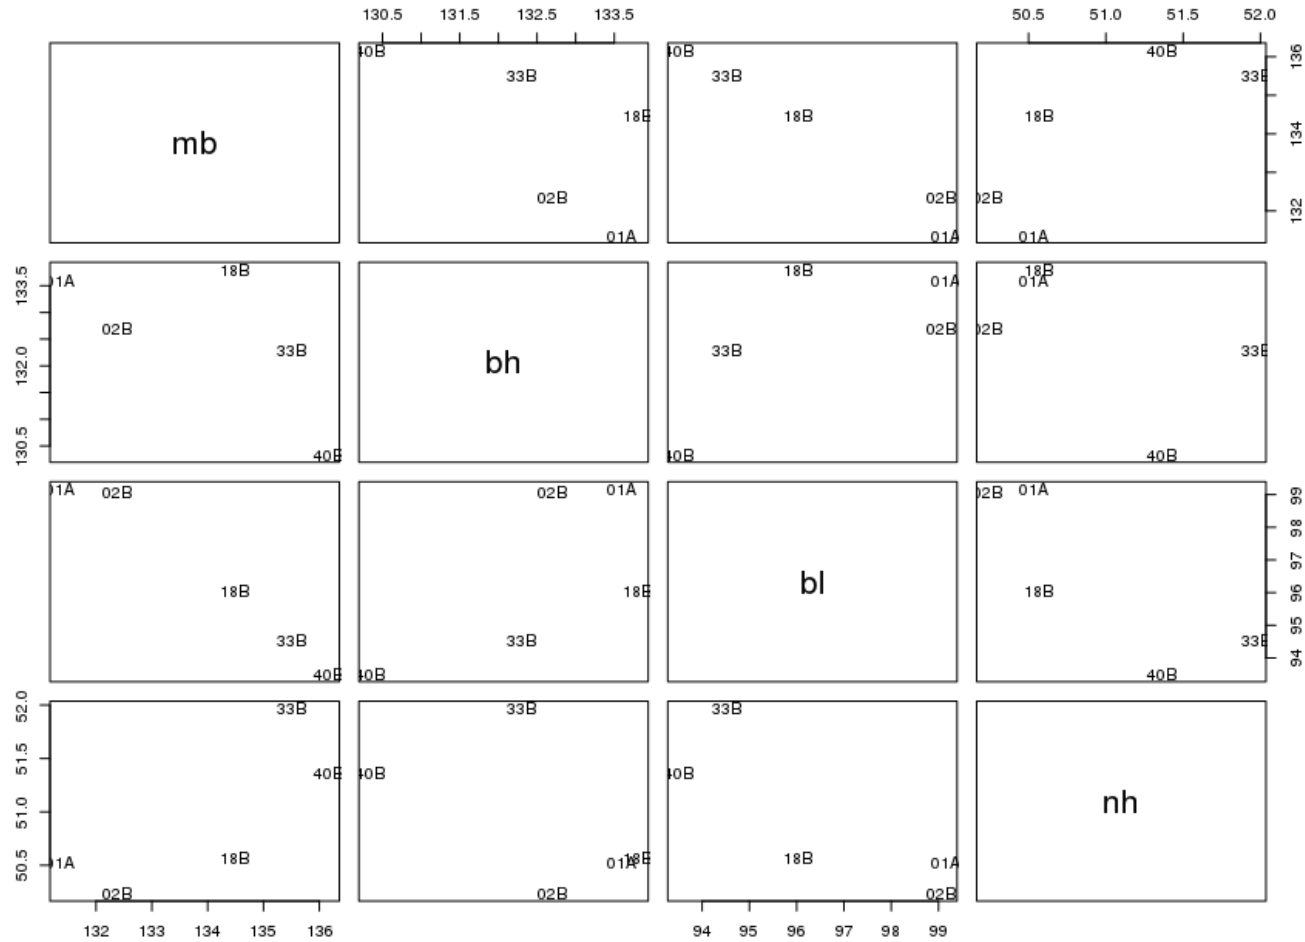 130.5 131.5 132.5 133.5 50.5 51.0 51.5 52.0
40B 40B 40B 136
33B 33B 33B
18B 18B 18B
mb 134
02B 02B 02B
132
01A 01A 01A
18B 18B 18B
133.5 01A 01A 01A
02B 02B 02B
132.0 33B 33B 33B
bh
130.5 40B 40B 40B
01A 01A 01A
02B 02B 02B 99
98
97
bl
18B 18B 18B 96
95
33B 33B 33B
94
40B 40B 40B
52.0 33B 33B 33B
51.5
40B 40B 40B
51.0
nh
18B 18B 18B
50.5 01A 01A 01A
02B 02B 02B
132 133 134 135 136 94 95 96 97 98 99